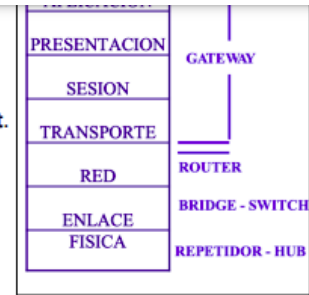 PRESENTACION
GATEWAY
SESION
t.
TRANSPORTE
RED
ROUTER
BRIDGE - SWITCH
ENLACE
FISICA
REPETIDOR - HUB